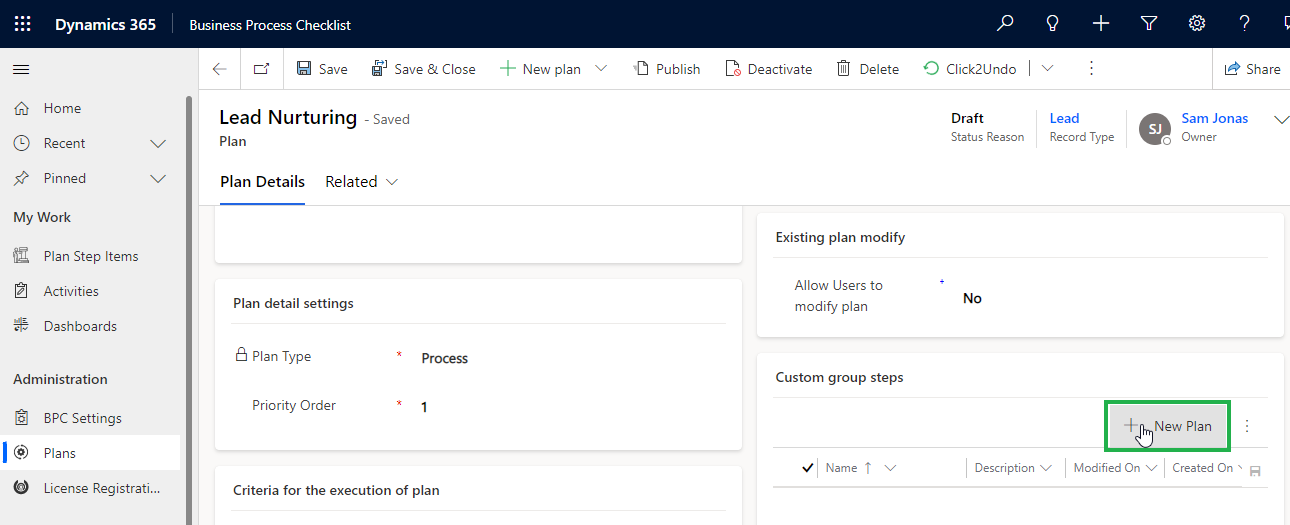 Dynamics 365
Business Process Checklist
Save
Save & Close
New plan
Publish
Deactivate
Delete
Click2Undo
Share
Home
Recent
Pinned
My Work
Plan Step Items
Activities
Dashboards
Administration
BPC Settings
Plans
License Registrati...
Lead Nurturing - Saved
Plan
Draft
Status Reason
Lead
Record Type
SJ
Sam Jonas
Owner
Plan Details
Related
Plan detail settings
Plan Type * Process
Priority Order * 1
Criteria for the execution of plan
Existing plan modify
Allow Users to
modify plan
+
No
Custom group steps
New Plan
Name
Description
Modified On
Created On